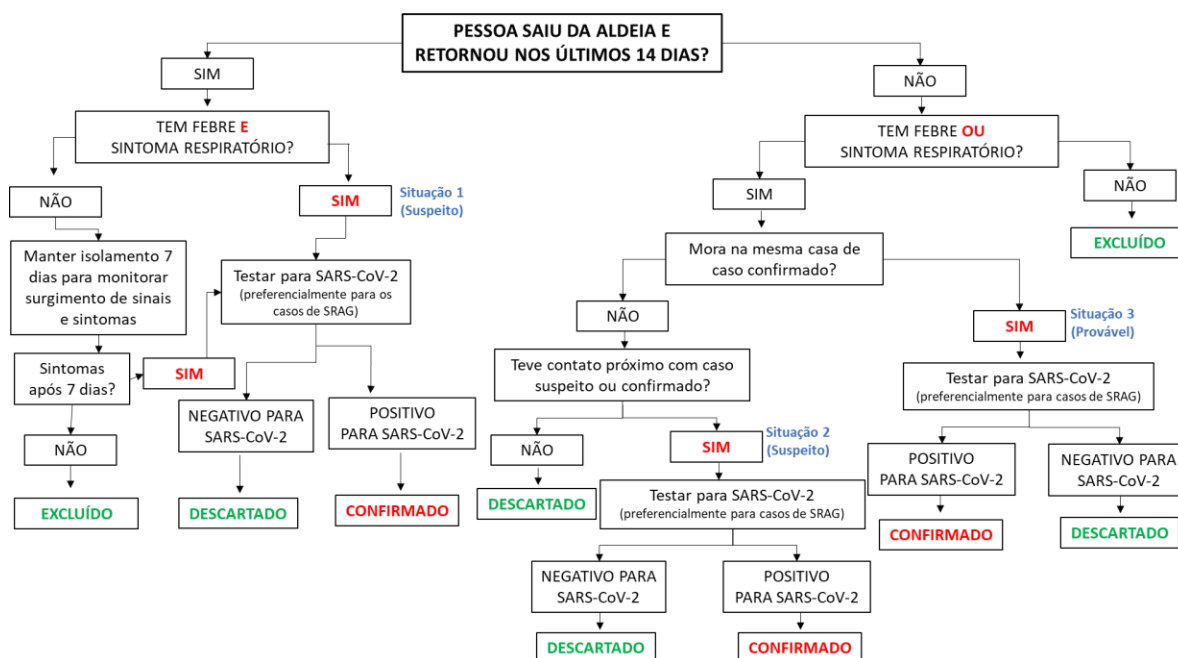 PESSOA SAIU DA ALDEIA E
RETORNOU NOS ÚLTIMOS 14 DIAS?
SIM
TEM FEBRE E
SINTOMA RESPIRATÓRIO?
NÃO
SIM
Situação 1
(Suspeito)
Manter isolamento 7
dias para monitorar
surgimento de sinais
e sintomas
Testar para SARS-CoV-2
(preferencialmente para os
casos de SRAG)
Sintomas
após 7 dias?
SIM
NÃO
EXCLUÍDO
NEGATIVO PARA
SARS-CoV-2
DESCARTADO
POSITIVO
PARA SARS-CoV-2
CONFIRMADO
NÃO
TEM FEBRE OU
SINTOMA RESPIRATÓRIO?
SIM
NÃO
EXCLUÍDO
Mora na mesma casa de
caso confirmado?
NÃO
Teve contato próximo com caso
suspeito ou confirmado?
NÃO
DESCARTADO
SIM
Situação 2
(Suspeito)
Testar para SARS-CoV-2
(preferencialmente para casos de SRAG)
NEGATIVO PARA
SARS-CoV-2
DESCARTADO
POSITIVO
PARA SARS-CoV-2
CONFIRMADO
SIM
Situação 3
(Provável)
Testar para SARS-CoV-2
(preferencialmente para casos de SRAG)
POSITIVO
PARA SARS-CoV-2
CONFIRMADO
NEGATIVO PARA
SARS-CoV-2
DESCARTADO